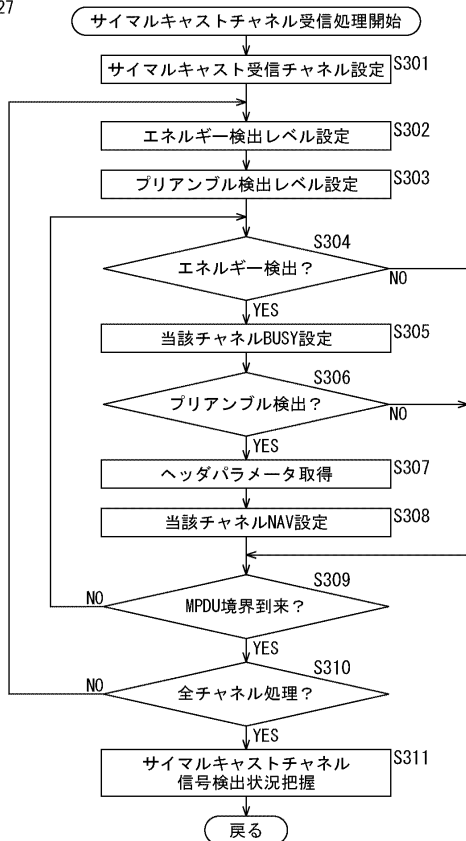 27
サイマルキャストチャネル受信処理開始
サイマルキャスト受信チャネル設定 S301
エネルギー検出レベル設定 S302
プリアンブル検出レベル設定 S303
S304
エネルギー検出？
NO
YES
当該チャネルBUSY設定 S305
S306
プリアンブル検出？
NO
YES
ヘッダパラメータ取得 S307
当該チャネルNAV設定 S308
S309
NO
MPDU境界到来？
YES
S310
NO
全チャネル処理？
YES
サイマルキャストチャネル S311
信号検出状況把握
戻る